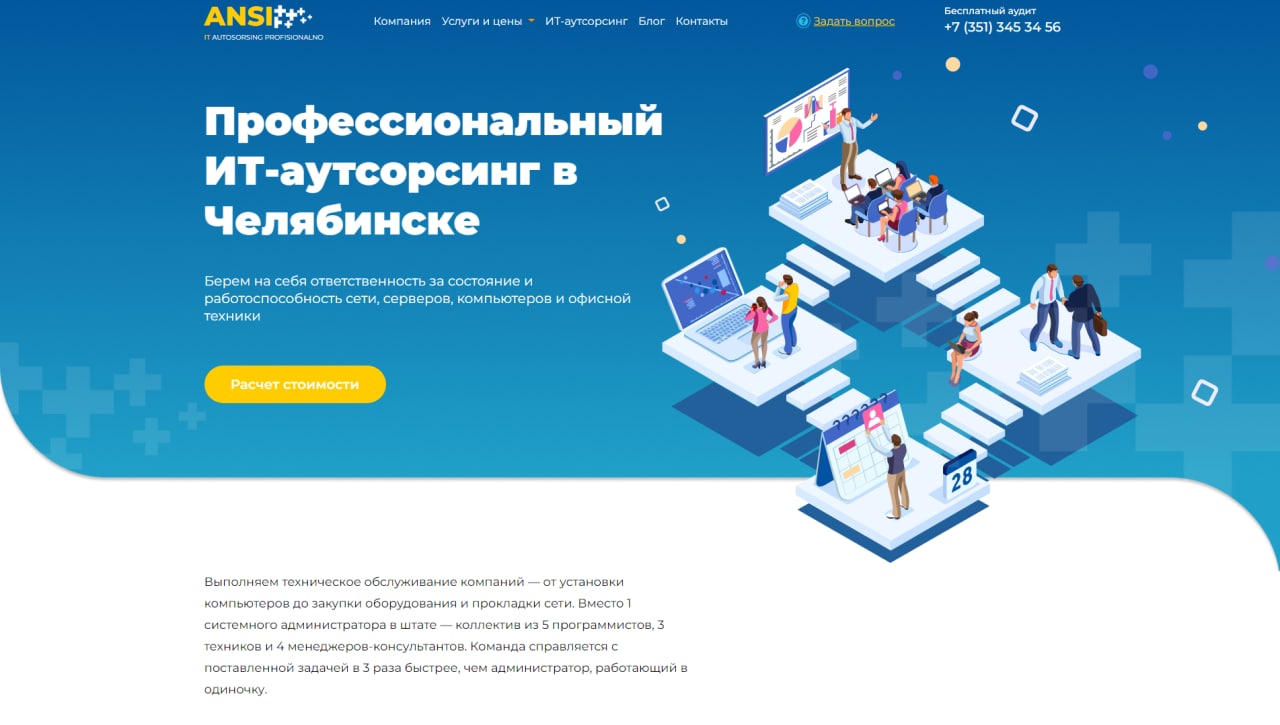 ANSI
IT AUTSORSING PROFISIONALNO
Компания Услуги и цены ИТ-аутсорсинг Блог Контакты
? Задать вопрос
Бесплатный аудит
+7 (351) 345 34 56
Профессиональный
ИТ-аутсорсинг в
Челябинске
Берем на себя ответственность за состояние и
работоспособность сети, серверов, компьютеров и офисной
техники
Расчет стоимости
28
Выполняем техническое обслуживание компаний — от установки
компьютеров до закупки оборудования и прокладки сети. Вместо 1
системного администратора в штате — коллектив из 5 программистов, 3
техников и 4 менеджеров-консультантов. Команда справляется с
поставленной задачей в 3 раза быстрее, чем администратор, работающий в
одиночку.